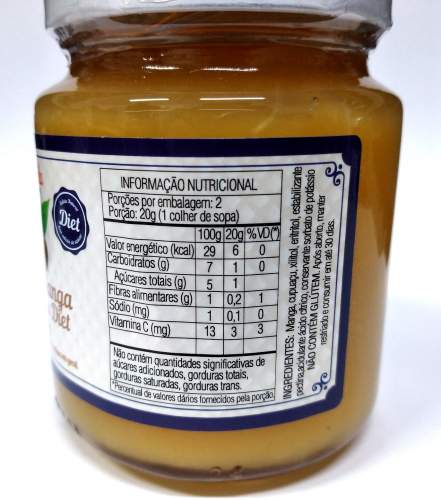 Diet
anga
Diet
INFORMAÇÃO NUTRICIONAL
Porções por embalagem: 2
Porção: 20g (1 colher de sopa)
100g 20g %VD(*)
Valor energético (kcal) 29 6 0
Carboidratos (g) 7 1 0
Açúcares totais (g) 5 1
Fibras alimentares (g) 1 0,2 1
Sódio (mg) 1 0,1 0
Vitamina C (mg) 13 3 3
Não contém quantidades significativas de
açúcares adicionados, gorduras totais,
gorduras saturadas, gorduras trans.
*Percentual de valores diários fornecidos pela porção.
INGREDIENTES: Manga, cupuaçu, xilitol, eritritol, estabilizante
pectina, acidulante ácido cítrico, conservante sorbato de potássio
NÃO CONTÉM GLÚTEM. Após aberto, manter
resfriado e consumir em até 30 dias.